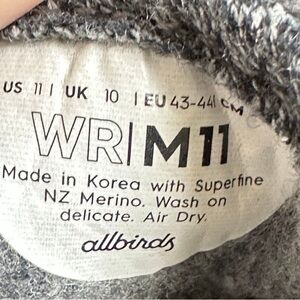 US 11 | UK 10 | EU 43-44 | CM
WR|M11
Made in Korea with Superfine
NZ Merino. Wash on
delicate. Air Dry.
allbirds